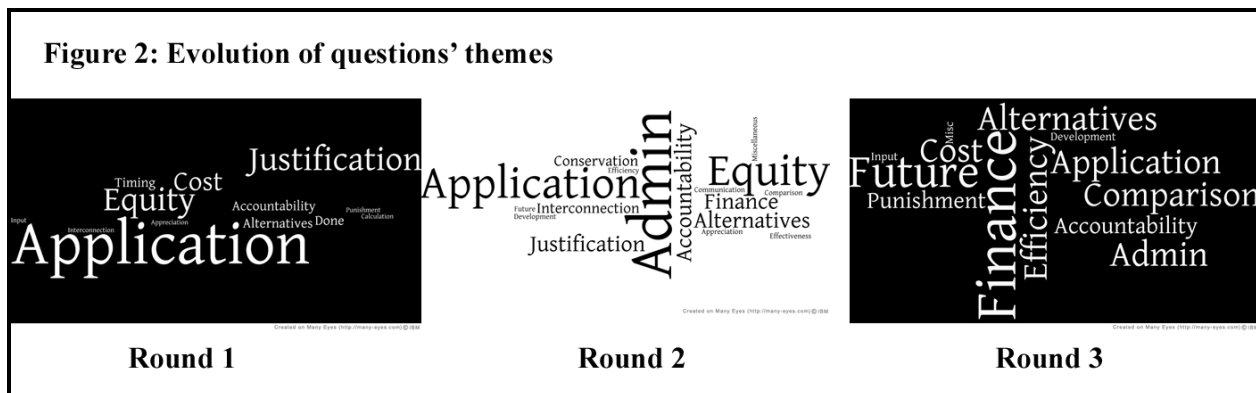 Figure 2: Evolution of questions' themes
Justification
Timing
Cost
Equity
Accountability
Punishment
Calculation
Input
Interconnection
Appreciation
Alternatives
Done
Application
Created on Many Eyes (http://many-eyes.com) © IBM
Conservation
Efficiency
Application
Future
Interconnection
Development
Justification
Admin
Accountability
Miscellaneous
Equity
Communication
Comparison
Finance
Alternatives
Appreciation
Effectiveness
Created on Many Eyes (http://many-eyes.com) © IBM
Alternatives
Misc
Development
Input
Cost
Future
Punishment
Finance
Efficiency
Application
Comparison
Accountability
Admin
Created on Many Eyes (http://many-eyes.com) © IBM
Round 1
Round 2
Round 3